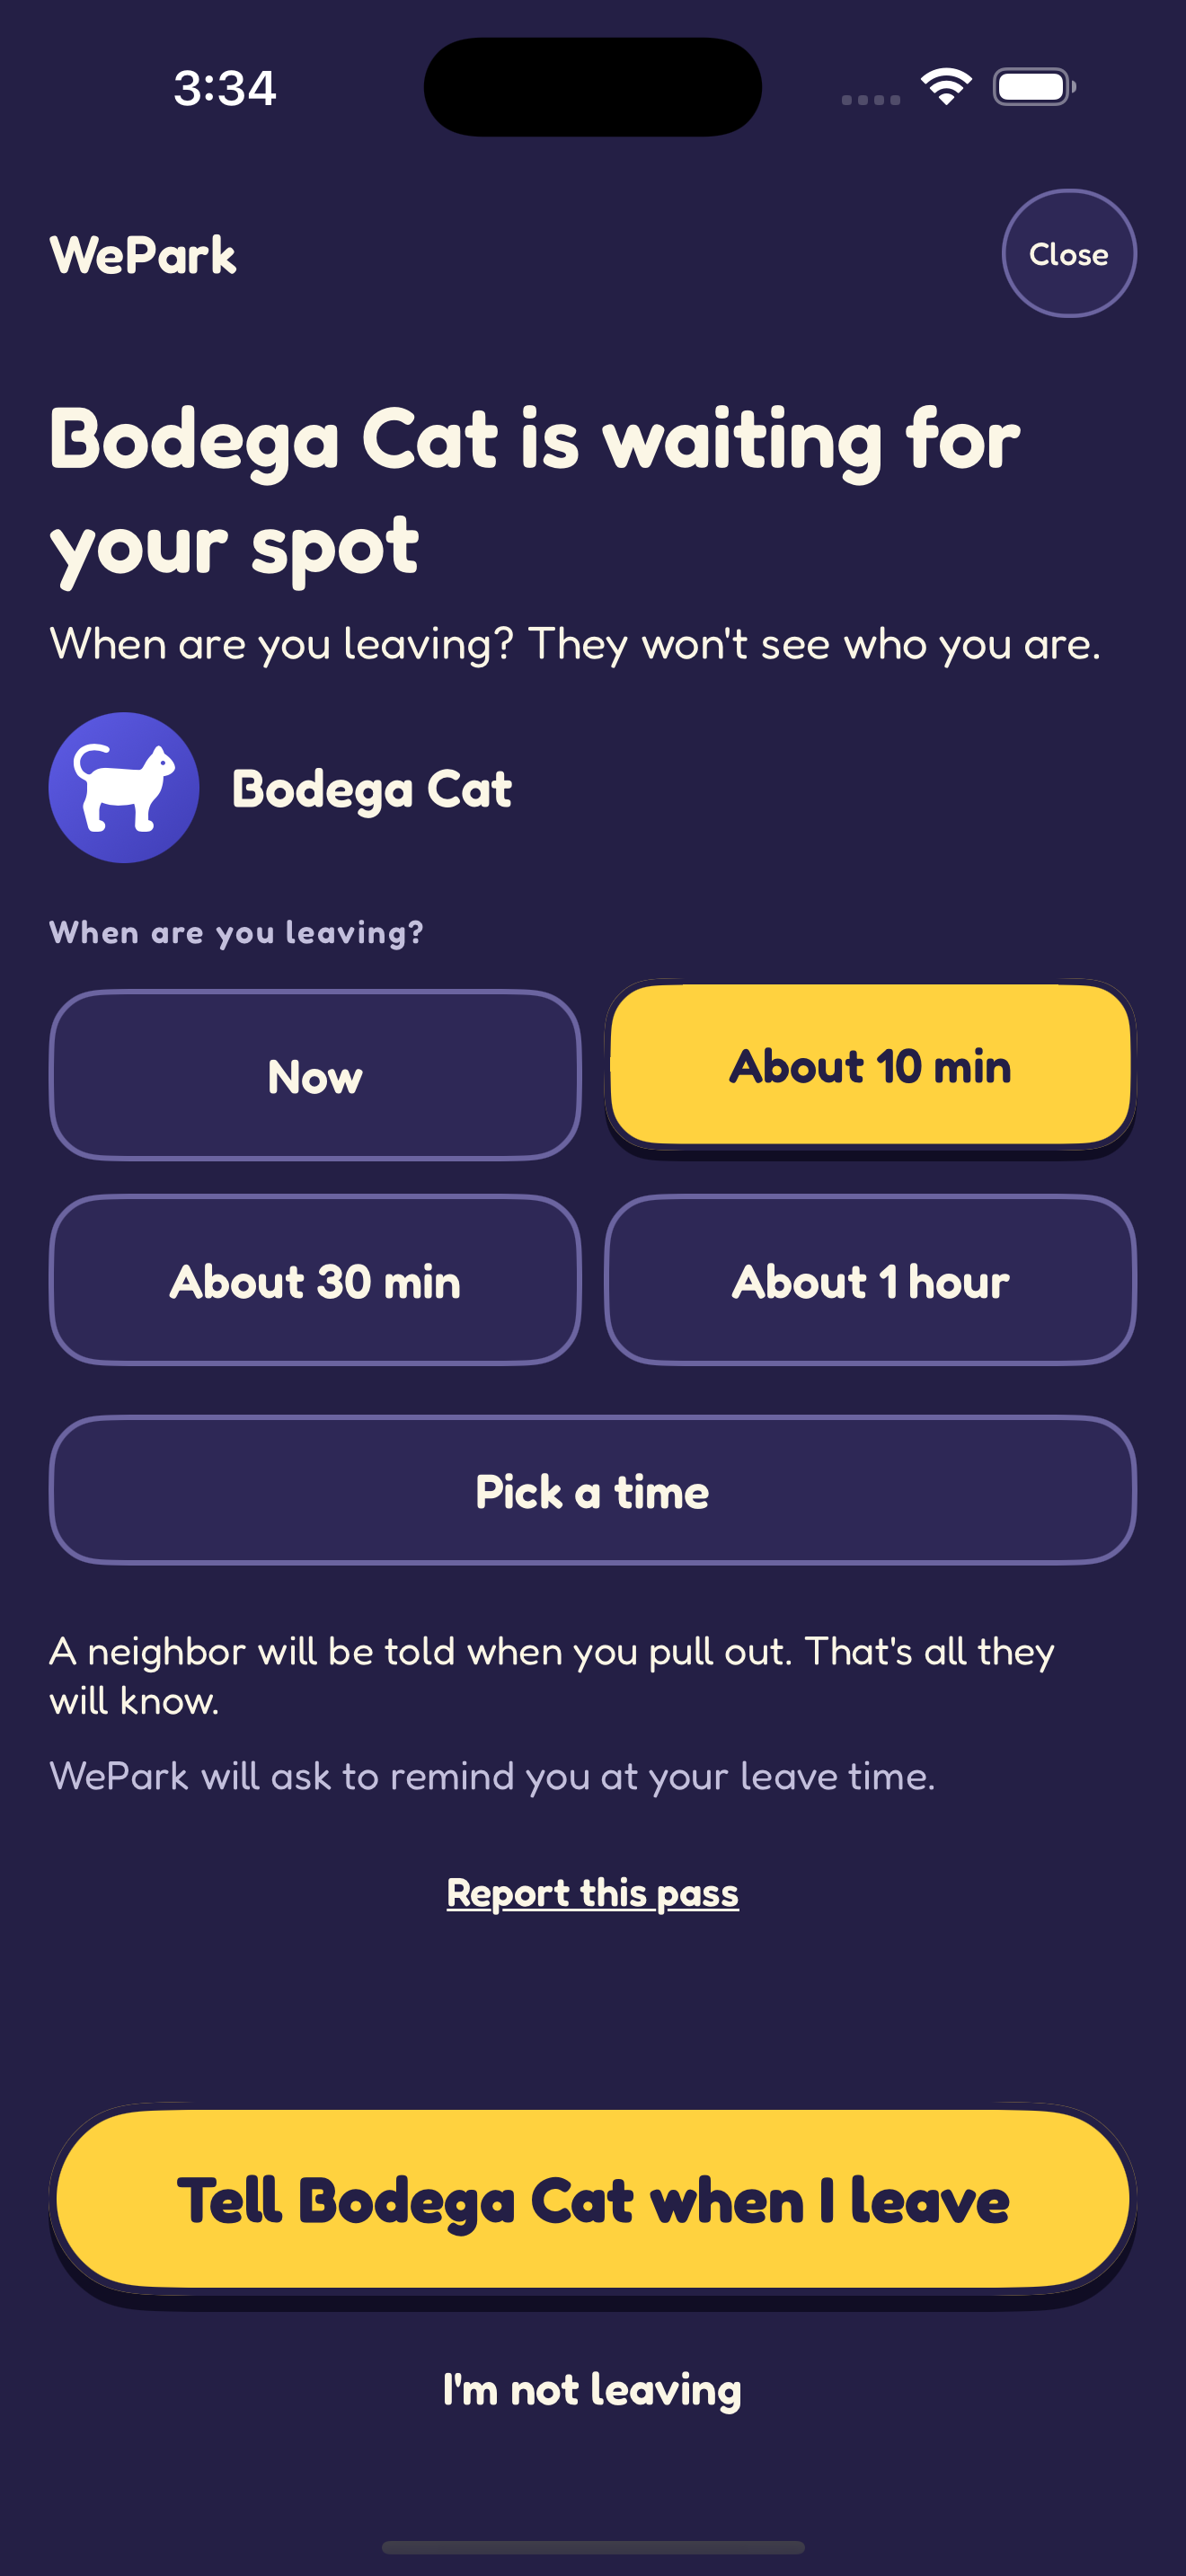 3:34
WePark
Close
Bodega Cat is waiting for
your spot
When are you leaving? They won't see who you are.
Bodega Cat
When are you leaving?
Now
About 10 min
About 30 min
About 1 hour
Pick a time
A neighbor will be told when you pull out. That's all they
will know.
WePark will ask to remind you at your leave time.
Report this pass
Tell Bodega Cat when I leave
I'm not leaving